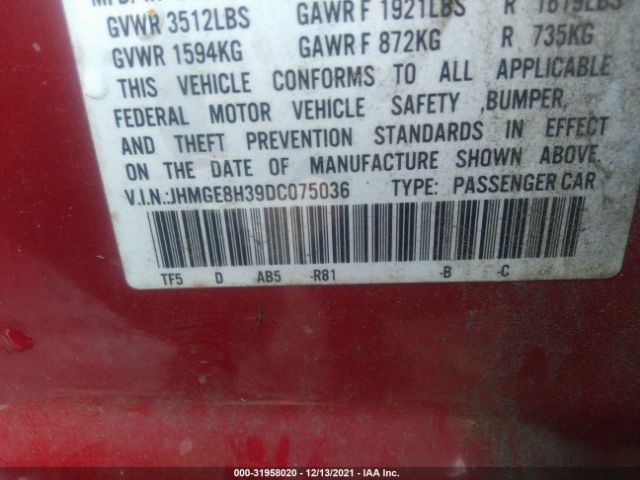 GVWR 3512LBS GAWR F 1921LBS R 1619LBS
GVWR 1594KG GAWR F 872KG R 735KG
THIS VEHICLE CONFORMS TO ALL APPLICABLE
FEDERAL MOTOR VEHICLE SAFETY ,BUMPER,
AND THEFT PREVENTION STANDARDS IN EFFECT
ON THE DATE OF MANUFACTURE SHOWN ABOVE.
V.I.N.:JHMGE8H39DC075036 TYPE: PASSENGER CAR
TF5 D AB5 -R81 -B -C
000-31958020 - 12/13/2021 - IAA Inc.